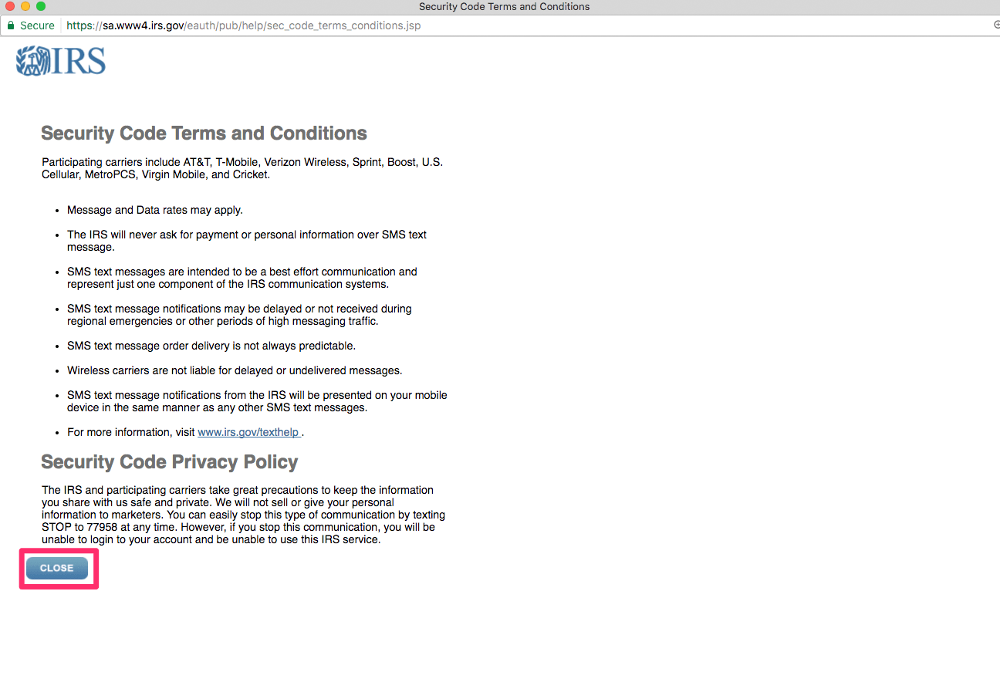 Security Code Terms and Conditions
Secure https://sa.www4.irs.gov/eauth/pub/help/sec_code_terms_conditions.jsp
IRS
Security Code Terms and Conditions
Participating carriers include AT&T, T-Mobile, Verizon Wireless, Sprint, Boost, U.S.
Cellular, MetroPCS, Virgin Mobile, and Cricket.
• Message and Data rates may apply.
• The IRS will never ask for payment or personal information over SMS text
message.
• SMS text messages are intended to be a best effort communication and
represent just one component of the IRS communication systems.
• SMS text message notifications may be delayed or not received during
regional emergencies or other periods of high messaging traffic.
• SMS text message order delivery is not always predictable.
• Wireless carriers are not liable for delayed or undelivered messages.
• SMS text message notifications from the IRS will be presented on your mobile
device in the same manner as any other SMS text messages.
• For more information, visit www.irs.gov/texthelp .
Security Code Privacy Policy
The IRS and participating carriers take great precautions to keep the information
you share with us safe and private. We will not sell or give your personal
information to marketers. You can easily stop this type of communication by texting
STOP to 77958 at any time. However, if you stop this communication, you will be
unable to login to your account and be unable to use this IRS service.
CLOSE